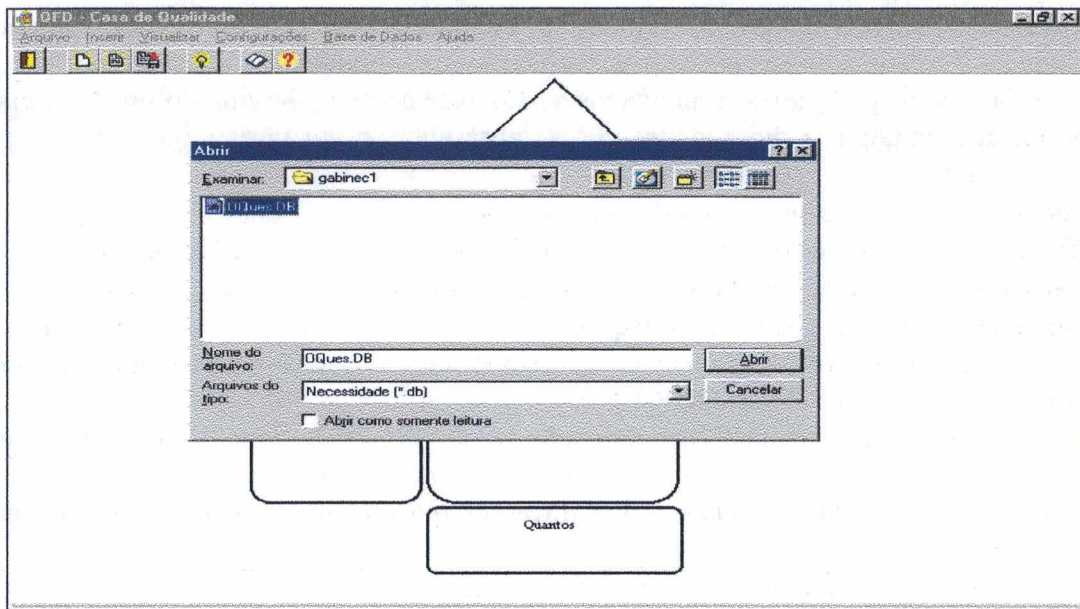 QFD - Casa de Qualidade
Arquivo Inserir Visualizar Configurações Base de Dados Ajuda
Abrir
Examinar: gabinec1
OQues.DB
Nome do arquivo: OQues.DB
Abrir
Arquivos do tipo: Necessidade (*.db)
Cancelar
Abrir como somente leitura
Quantos